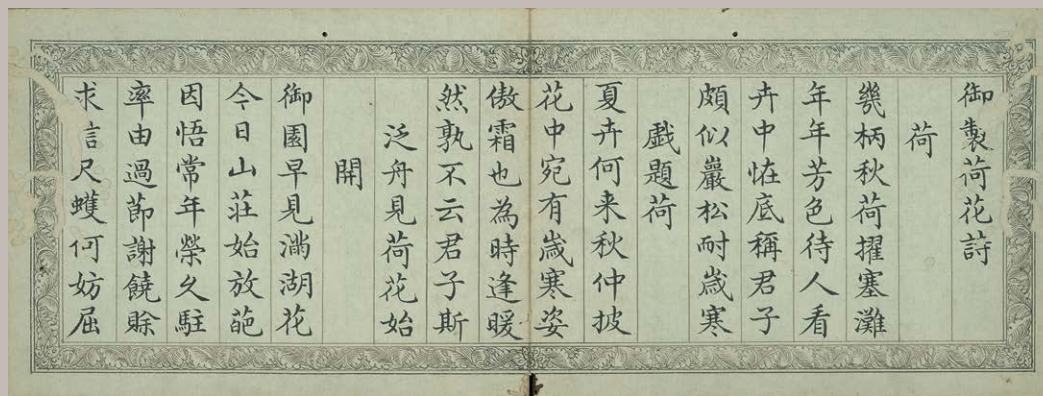 御製荷花詩
荷
幾柄秋荷擢塞灘
年年芳色待人看
卉中恠底稱君子
頗似巖松耐歲寒
戲題荷
夏卉何来秋仲披
花中宛有歲寒姿
傲霜也為時逢暖
然孰不云君子斯
泛舟見荷花始
開
御園早見满湖花
今日山莊始放葩
因悟常年榮久駐
率由過節謝饒賒
求信尺蠖何妨屈